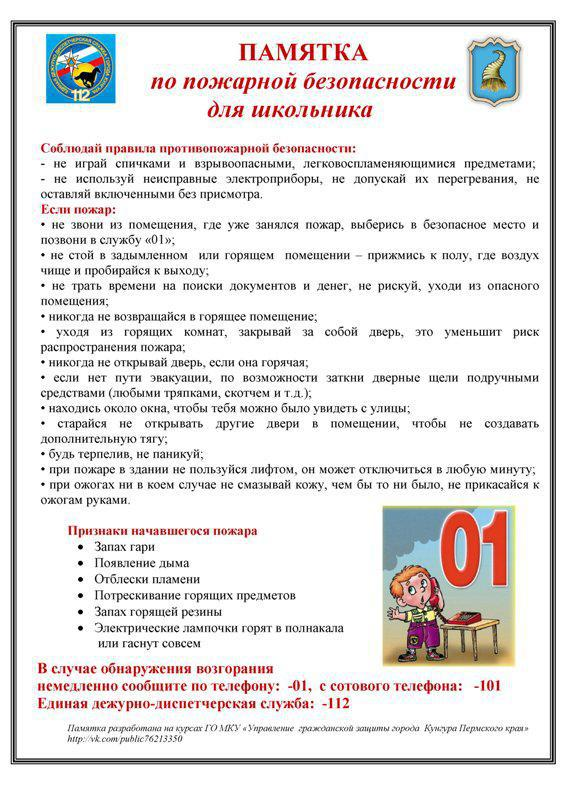 ПАМЯТКА
по пожарной безопасности
для школьника
112
Соблюдай правила противопожарной безопасности:
- не играй спичками и взрывоопасными, легковоспламеняющимися предметами;
- не используй неисправные электроприборы, не допускай их перегревания, не
оставляй включенными без присмотра.
Если пожар:
• не звони из помещения, где уже занялся пожар, выберись в безопасное место и
позвони в службу «01»;
• не стой в задымленном или горящем помещении – прижмись к полу, где воздух
чище и пробирайся к выходу;
• не трать времени на поиски документов и денег, не рискуй, уходи из опасного
помещения;
• никогда не возвращайся в горящее помещение;
• уходя из горящих комнат, закрывай за собой дверь, это уменьшит риск
распространения пожара;
• никогда не открывай дверь, если она горячая;
• если нет пути эвакуации, по возможности заткни дверные щели подручными
средствами (любыми тряпками, скотчем и т.д.);
• находись около окна, чтобы тебя можно было увидеть с улицы;
• старайся не открывать другие двери в помещении, чтобы не создавать
дополнительную тягу;
• будь терпелив, не паникуй;
• при пожаре в здании не пользуйся лифтом, он может отключиться в любую минуту;
• при ожогах ни в коем случае не смазывай кожу, чем бы то ни было, не прикасайся к
ожогам руками.
Признаки начавшегося пожара
• Запах гари
• Появление дыма
• Отблески пламени
• Потрескивание горящих предметов
• Запах горящей резины
• Электрические лампочки горят в полнакала
или гаснут совсем
01
В случае обнаружения возгорания
немедленно сообщите по телефону: -01, с сотового телефона: -101
Единая дежурно-диспетчерская служба: -112
Памятка разработана на курсах ГО МКУ «Управление гражданской защиты города Кунгура Пермского края»
http://vk.com/public76213350